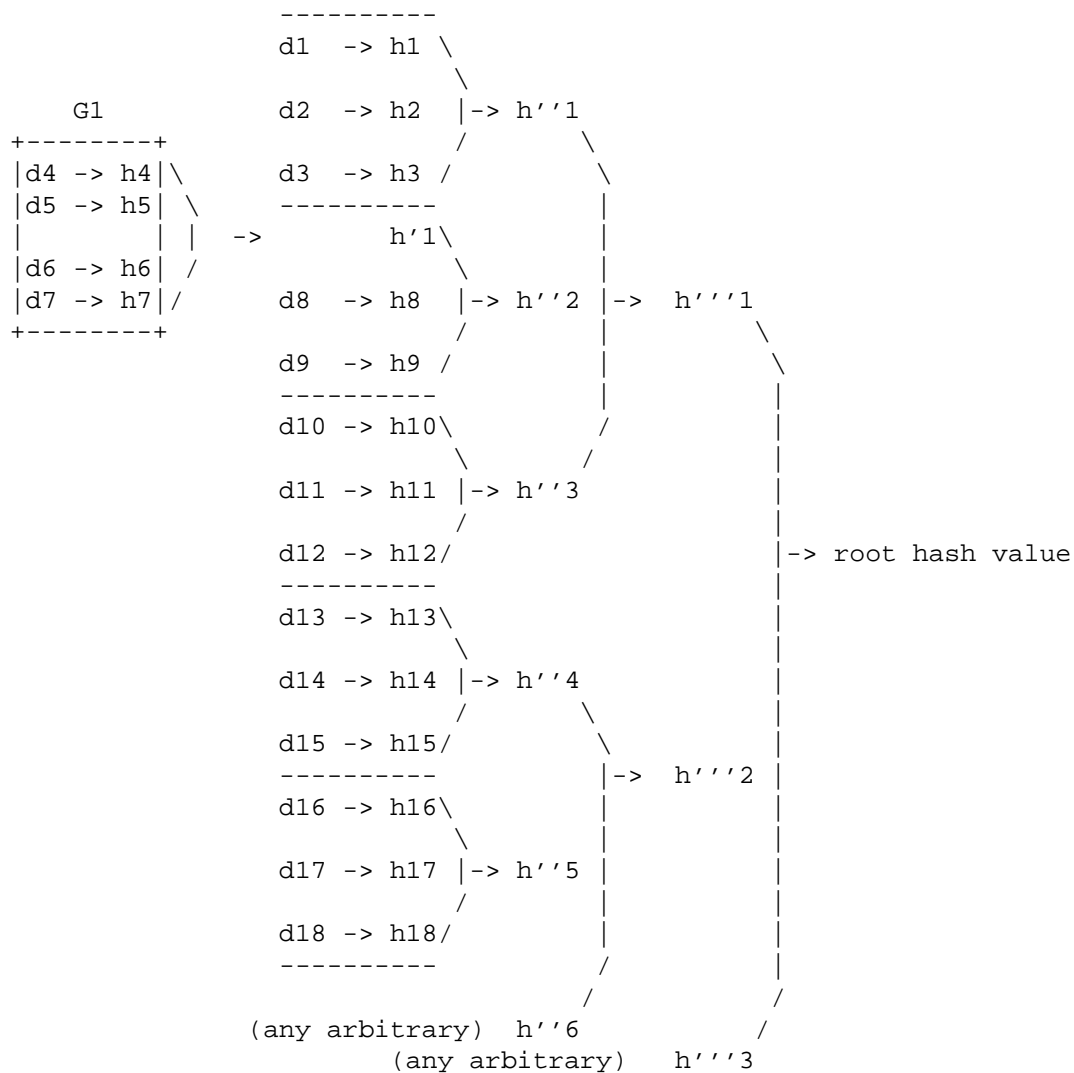 ----------
d1 -> h1 \
\
G1 d2 -> h2 |-> h''1
+--------+ / \
|d4 -> h4|\ d3 -> h3 / \
|d5 -> h5| \ ---------- |
| | | -> h'1\ |
|d6 -> h6| / \ |
|d7 -> h7|/ d8 -> h8 |-> h''2 |-> h'''1
+--------+ / | \
d9 -> h9 / | \
---------- | |
d10 -> h10\ / |
\ / |
d11 -> h11 |-> h''3 |
/ |
d12 -> h12/ |-> root hash value
---------- |
d13 -> h13\ |
\ |
d14 -> h14 |-> h''4 |
/ \ |
d15 -> h15/ \ |
---------- |-> h'''2 |
d16 -> h16\ | |
\ | |
d17 -> h17 |-> h''5 | |
/ | |
d18 -> h18/ | |
---------- / |
/ /
(any arbitrary) h''6 /
(any arbitrary) h'''3